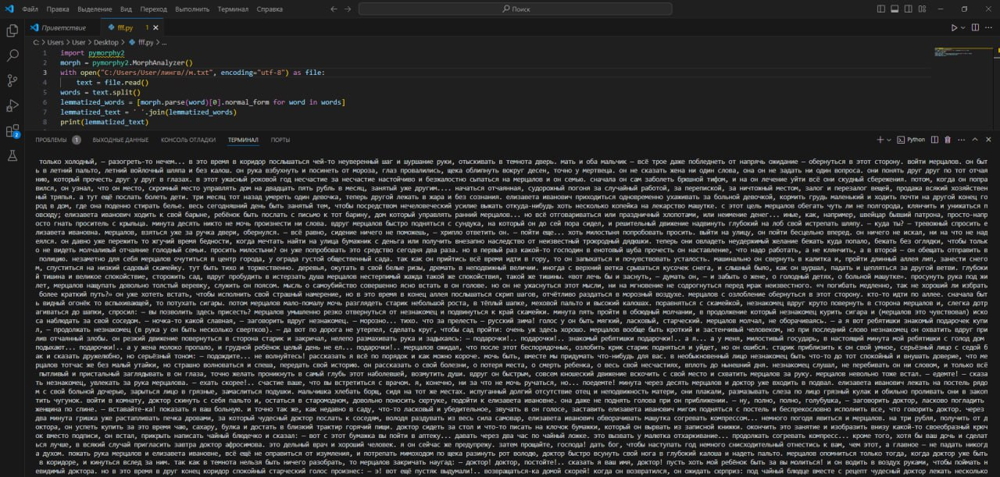 Файл Правка Выделение Вид Переход Выполнить Терминал Справка
Поиск
Приветствие
fff.py 1
C: > Users > User > Desktop > fff.py > ...
1 import pymorphy2
2 morph = pymorphy2.MorphAnalyzer()
3 with open("C:/Users/User/лингв//м.txt", encoding="utf-8") as file:
4 text = file.read()
5 words = text.split()
6 lemmatized_words = [morph.parse(word)[0].normal_form for word in words]
7 lemmatized_text = ' '.join(lemmatized_words)
8 print(lemmatized_text)
2
ПРОБЛЕМЫ 1 ВЫХОДНЫЕ ДАННЫЕ КОНСОЛЬ ОТЛАДКИ ТЕРМИНАЛ ПОРТЫ
Python
только холодный, — разогреть-то нечем... в это время в коридор послышаться чей-то неуверенный шаг и шуршание руки, отыскивать в темнота дверь. мать и оба мальчик — всё трое даже побледнеть от напрячь ожидание — обернуться в этот сторона. войти мерцалов. он быт
ь в летний пальто, летний войлочный шляпа и без калош. он рука взбухнуть и посинеть от мороза, глаз провалились, щека облипнуть вокруг десен, точно у мертвеца. он не сказать жена ни один слова, она он не задать ни один вопроса. они понять друг друг по тот отчая
нию, который прочесть друг у друг в глазах. в этот ужасный роковой год несчастие за несчастие настойчиво и безжалостно сыпаться на мерцалов и он семью. сначала он сам заболеть брюшной тифом, и на он лечение уйти всё они скудный сбережения. потом, когда он попра
вился, он узнал, что он место, скромный место управлять дом на двадцать пять рубль в месяц, занятый уже другим.... начаться отчаянная, судорожный погоня за случайный работой, за перепиской, за ничтожный местом, залог и перезалог вещей, продажа всякий хозяйствен
ный тряпья. а тут ещё пошлый болеть дети. три месяц тот назад умереть один девочка, теперь другой лежать в жара и без сознания. елизавета иванович приходиться одновременно ухаживать за больной девочкой, кормить грудь маленький и ходить почти на другой конец го
род в дом, где она поденно стирать белье. весь сегодняшний день быть занятой тем, чтобы посредством нечеловеческий усилие выжать откуда-нибудь хоть несколько копейка на лекарство машутке. с этот цель мерцалов обегать чуть ли не полгорода, клянчить и унижаться п
овсюду; елизавета иванович ходить к свой барыне, ребёнок быть послать с письмо к тот барину, дом который управлять ранний мерцалов... но всё отговариваться или праздничный хлопотами, или неимение денег... иные, как, например, швейцар бывший патрона, просто-напр
осто гнать проситель с крыльца. минута десять никто не мочь произнести ни слова. вдруг мерцалов быстро подняться с сундука, на который он до сей пора сидел, и решительный движение надвинуть глубокий на лоб свой истрепать шляпу. — куда ты? — тревожный спросить е
лизавета ивановна. мерцалов, взяться уже за ручка двери, обернулся. — всё равно, сидение ничего не поможешь, — хрипло ответить он. — пойти еще... хоть милостыня попробовать просить. выйти на улицу, он пойти бесцельно вперед. он ничего не искал, ни на что не над
еялся. он давно уже пережить то жгучий время бедности, когда мечтать найти на улица бумажник с деньга или получить внезапно наследство от неизвестный троюродный дядюшки. теперь они овладеть неудержимый желание бежать куда попало, бежать без оглядки, чтобы тольк
о не видеть молчаливый отчаяние голодный семьи. просить милостыни? он уже попробовать это средство сегодня два раза. но в первый раз какой-то господин в енотовый шуба прочесть он наставление, что надо работать, а не клянчить, а в второй — он обещать отправить в
полицию. незаметно для себя мерцалов очутиться в центр города, у ограда густой общественный сада. так как он прийтись всё время идти в гору, то он запыхаться и почувствовать усталость. машинально он свернуть в калитка и, пройти длинный аллея лип, занести снего
м, спуститься на низкий садовый скамейку. тут быть тихо и торжественно. деревья, окутать в свой белые ризы, дремать в неподвижный величии. иногда с верхний ветка срываться кусочек снега, и слышный было, как он шуршал, падать и цепляться за другой ветви. глубоки
й тишина и великое спокойствие, сторожить сад, вдруг пробудить в истерзать душа мерцалов нестерпимый жажда такой же спокойствия, такой же тишины. «вот лечь бы и заснуть, — думать он, — и забыть о жене, о голодный детях, о больной машутке». просунуть рука под жи
лет, мерцалов нащупать довольно толстый веревку, служить он поясом. мысль о самоубийство совершенно ясно встать в он голове. но он не ужаснуться этот мысли, ни на мгновение не содрогнуться перед мрак неизвестного.
более краткий путь?» он уже хотеть встать, чтобы исполнить свой страшный намерение, но в это время в конец аллея послышаться скрип шагов, отчётливо раздаться в морозный воздухе. мерцалов с озлобление обернуться в этот сторону. кто-то идти по аллее. сначала быт
ь видный огонёк то вспыхивающей, то потухать сигары. потом мерцалов мало-помалу мочь разглядеть старик небольшой роста, в тёплый шапке, меховой пальто и высокий калошах. поравняться с скамейкой, незнакомец вдруг круто повернуть в сторона мерцалов и, слегка дотр
агиваться до шапки, спросил: — вы позволить здесь присесть? мерцалов умышленно резко отвернуться от незнакомец и подвинуться к край скамейки. минута пять пройти в обоюдный молчании, в продолжение который незнакомец курить сигара и (мерцалов это чувствовал) иско
са наблюдать за свой соседом. — ночка-то какой славная, — заговорить вдруг незнакомец. — морозно... тихо. что за прелесть — русский зима! голос у он быть мягкий, ласковый, старческий. мерцалов молчал, не оборачиваясь. — а я вот ребятишки знакомый подарочек купи
л, — продолжать незнакомец (в рука у он быть несколько свертков). — да вот по дорога не утерпел, сделать круг, чтобы сад пройти: очень уж здесь хорошо. мерцалов вообще быть кроткий и застенчивый человеком, но при последний слово незнакомец он охватить вдруг при
лив отчаянный злобы. он резкий движение повернуться в сторона старик и закричал, нелепо размахивать рука и задыхаясь: — подарочки!.. подарочки!.. знакомый ребятишки подарочки!.. а я... а у меня, милостивый государь, в настоящий минута мой ребятишки с голод дом
подыхают... подарочки!.. а у жена молоко пропало, и грудной ребёнок целый день не ел... подарочки!.. мерцалов ожидал, что после этот беспорядочных, озлобить крик старик подняться и уйдет, но он ошибся. старик приблизить к он свой умное, серьёзный лицо с седой б
ак и сказать дружелюбно, но серьёзный тоном: — подождите... не волнуйтесь! рассказать я всё по порядок и как можно короче. мочь быть, вместе мы придумать что-нибудь для вас. в необыкновенный лицо незнакомец быть что-то до тот спокойный и внушать доверие, что ме
рцалов тотчас же без малый утайки, но страшно волноваться и спеша, передать свой историю. он рассказать о свой болезни, о потеря места, о смерть ребенка, о весь свой несчастиях, вплоть до нынешний дня. незнакомец слушал, не перебивать он ни словом, и только всё
пытливый и пристальный заглядывать в он глаза, точно желать проникнуть в самый глубь этот наболевшей, возмутить души. вдруг он быстрым, совсем юношеский движение вскочить с свой место и схватить мерцалов за руку. мерцалов невольно тоже встал. — едемте! — сказа
ть незнакомец, увлекать за рука мерцалова. — ехать скорее!.. счастие ваше, что вы встретится с врачом. я, конечно, ни за что не мочь ручаться, но... поедемте! минута через десять мерцалов и доктор уже входить в подвал. елизавета иванович лежать на постель рядо
м с свой больной дочерью, зарыться лицо в грязные, замаслиться подушки. мальчишка хлебать борщ, сидя на тот же местах. испуганный долгий отсутствие отец и неподвижность матери, они плакали, размазывать слеза по лицо грязный кулак и обильно проливать они в закоп
тить чугунок. войти в комнату, доктор скинуть с себя пальто и, остаться в старомодном, довольно поносить сюртуке, подойти к елизавета ивановне. она даже не поднять голова при он приближении. — ну, полно, полно, голубушка, — заговорить доктор, ласково погладить
женщина по спине. — вставайте-ка! показать я ваш больную. и точно так же, как недавно в саду, что-то ласковый и убедительное, звучать в он голосе, заставить елизавета иванович мигом подняться с постель и беспрекословно исполнить все, что говорить доктор. через
два минута гришка уже растапливать печка дровами, за который чудесный доктор послать к соседям, володя раздувать из весь сила самовар, елизавета иванович обворачивать машутка согревать компрессом... немного погодя явиться и мерцалов. на три рубля, получить от д
октора, он успеть купить за это время чаю, сахару, булка и достать в близкий трактир горячий пищи. доктор сидеть за стол и что-то писать на клочок бумажки, который он вырвать из записной книжки. окончить это занятие и изобразить внизу какой-то своеобразный крюч
ок вместо подписи, он встал, прикрыть написать чайный блюдечко и сказал: — вот с этот бумажка вы пойти в аптеку... давать через два час по чайный ложке. это вызвать у малютка отхаркивание... продолжать согревать компресс... кроме того, хотя бы ваш дочь и сделат
ься лучше, в всякий случай пригласить завтра доктор афросимова. это дельный врач и хороший человек. я он сейчас же предупрежу. затем прощайте, господа! дать бог, чтобы наступать год немного снисходительный отнестись к вам, чем этот, а главное — не падать никогд
а духом. пожать рука мерцалов и елизавета ивановне, всё ещё не оправиться от изумления, и потрепать мимоходом по щека разинуть рот володю, доктор быстро всунуть свой нога в глубокий калоша и надеть пальто. мерцалов опомниться только тогда, когда доктор уже быть
в коридоре, и кинуться вслед за ним. так как в темнота нельзя быть ничего разобрать, то мерцалов закричать наугад: — доктор! доктор, постойте!.. сказать я ваш имя, доктор! пусть хоть мой ребёнок быть за вы молиться! и он водить в воздух руками, чтобы поймать н
евидимый доктора. но в это время в друг конец коридор спокойный старческий голос произнес: — э! вот ещё пустяк выдумали!.. возвращаться-ка домой скорей! когда он возвратился, он ожидать сюрприз: под чайный блюдце вместе с рецепт чудесный доктор лежать несколько